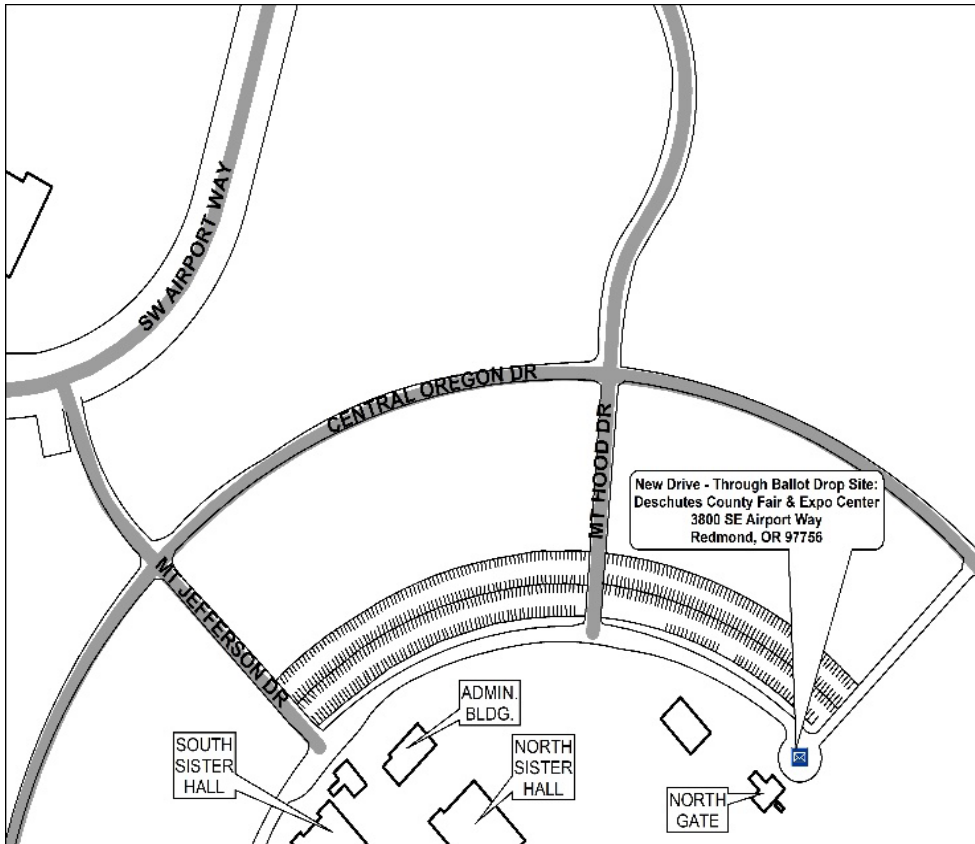 SW AIRPORT WAY
CENTRAL OREGON DR
MT HOOD DR
New Drive - Through Ballot Drop Site:
Deschutes County Fair & Expo Center
3800 SE Airport Way
Redmond, OR 97756
MT JEFFERSON DR
ADMIN.
BLDG.
SOUTH
SISTER
HALL
NORTH
SISTER
HALL
NORTH
GATE